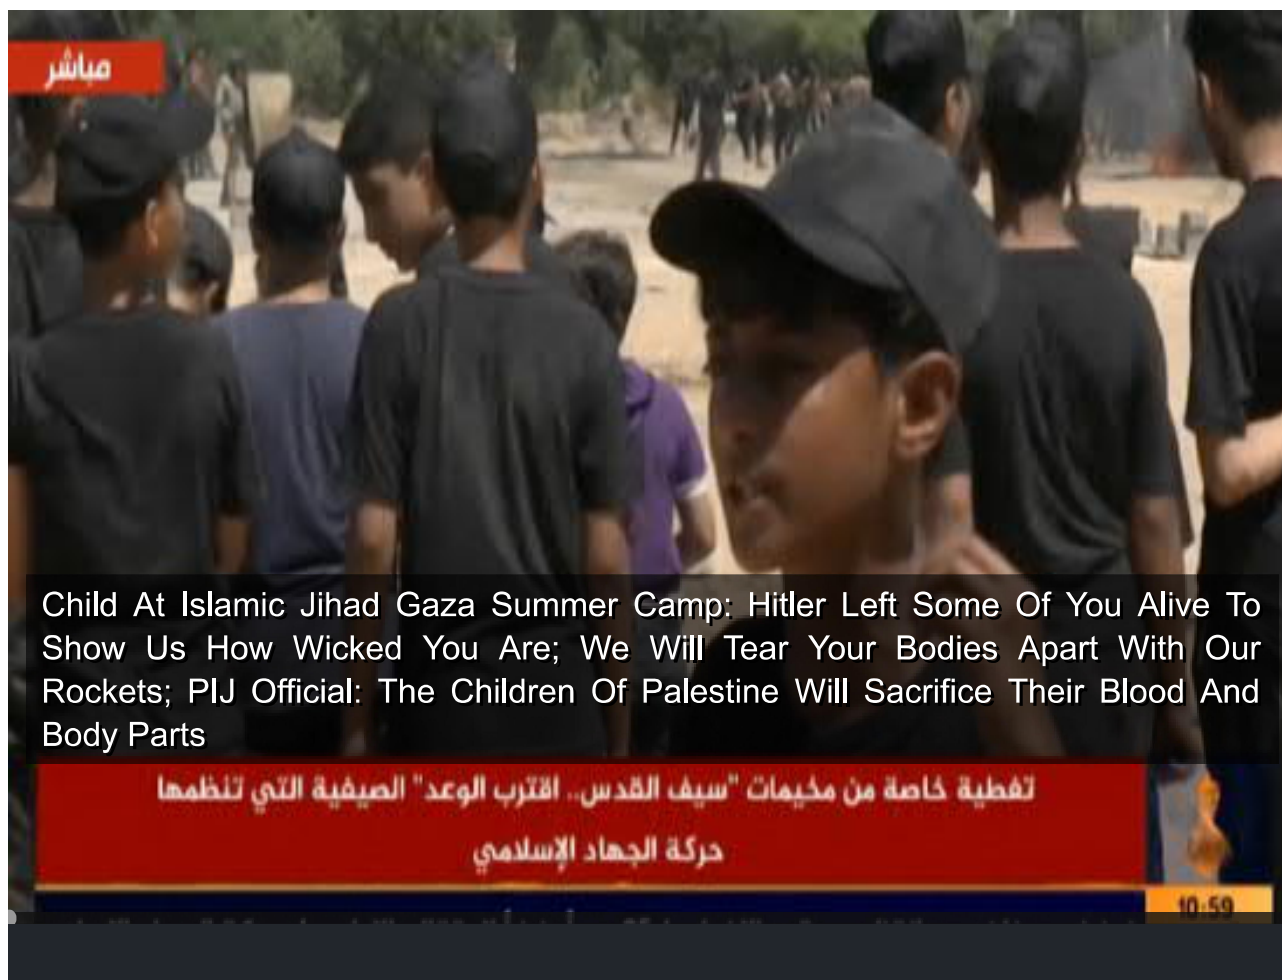 مباشر
Child At Islamic Jihad Gaza Summer Camp: Hitler Left Some Of You Alive To
Show Us How Wicked You Are; We Will Tear Your Bodies Apart With Our
Rockets; PIJ Official: The Children Of Palestine Will Sacrifice Their Blood And
Body Parts
تغطية خاصة من مخيمات "سيف القدس.. اقترب الوعد" الصيفية التي تنظمها
حركة الجهاد الإسلامي
10:59